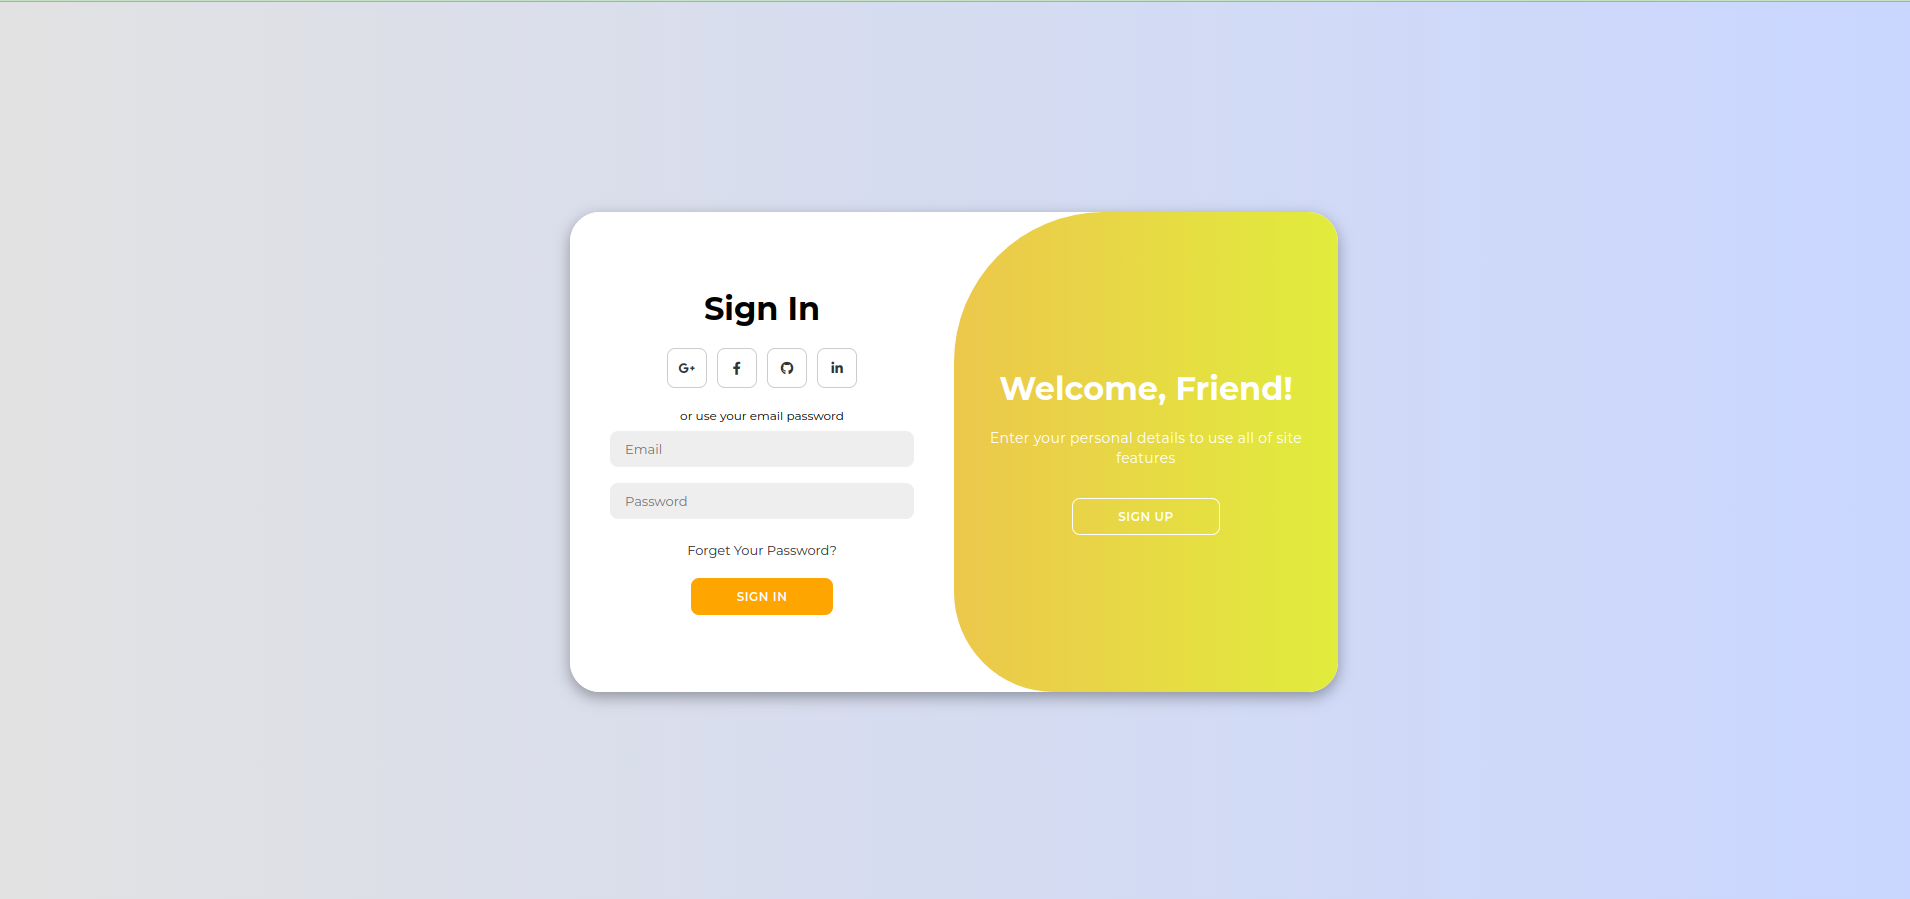 Sign In
G+
f
in
or use your email password
Email
Password
Forget Your Password?
SIGN IN
Welcome, Friend!
Enter your personal details to use all of site
features
SIGN UP